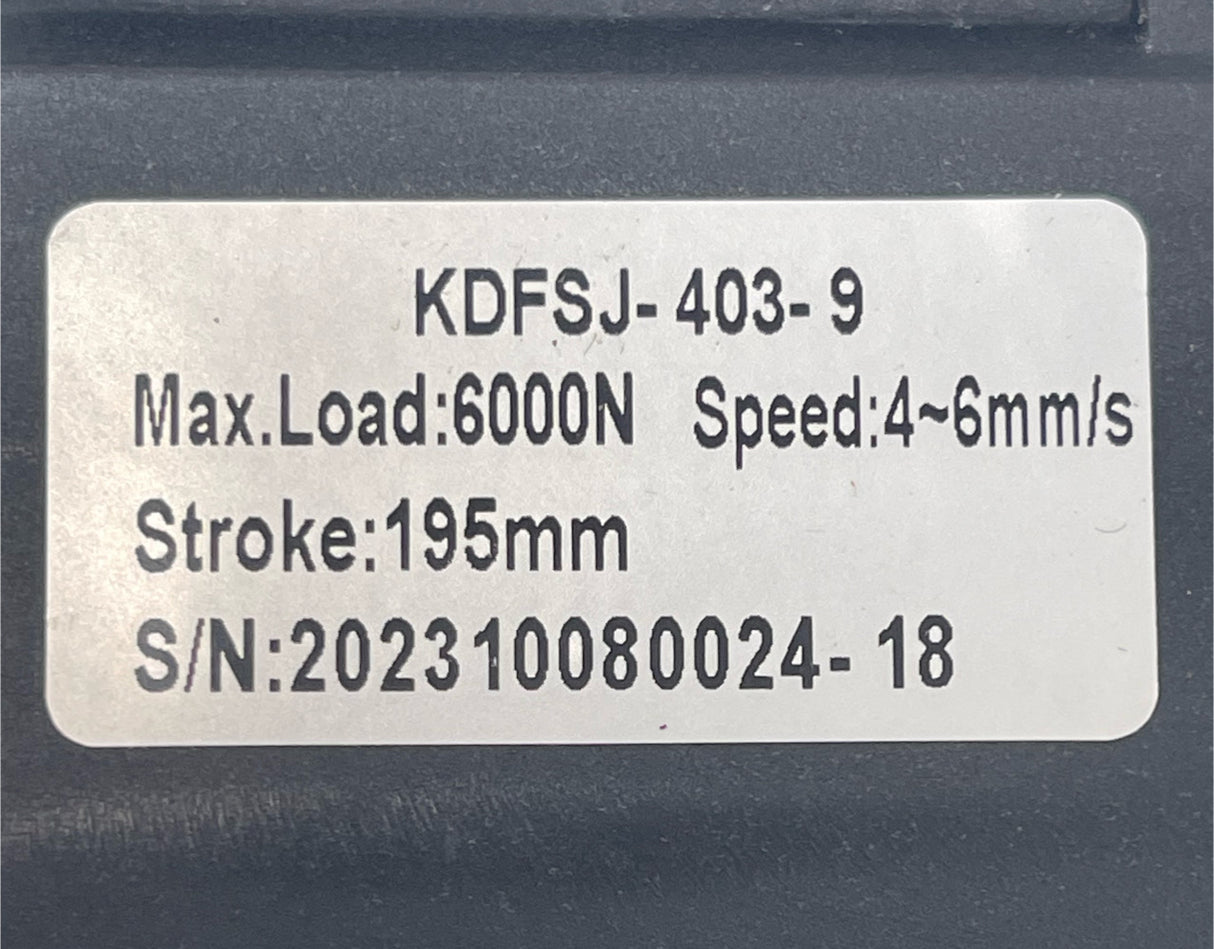 KDFSJ- 403- 9
Max.Load:6000N Speed:4~6mm/s
Stroke:195mm
S/N:202310080024- 18